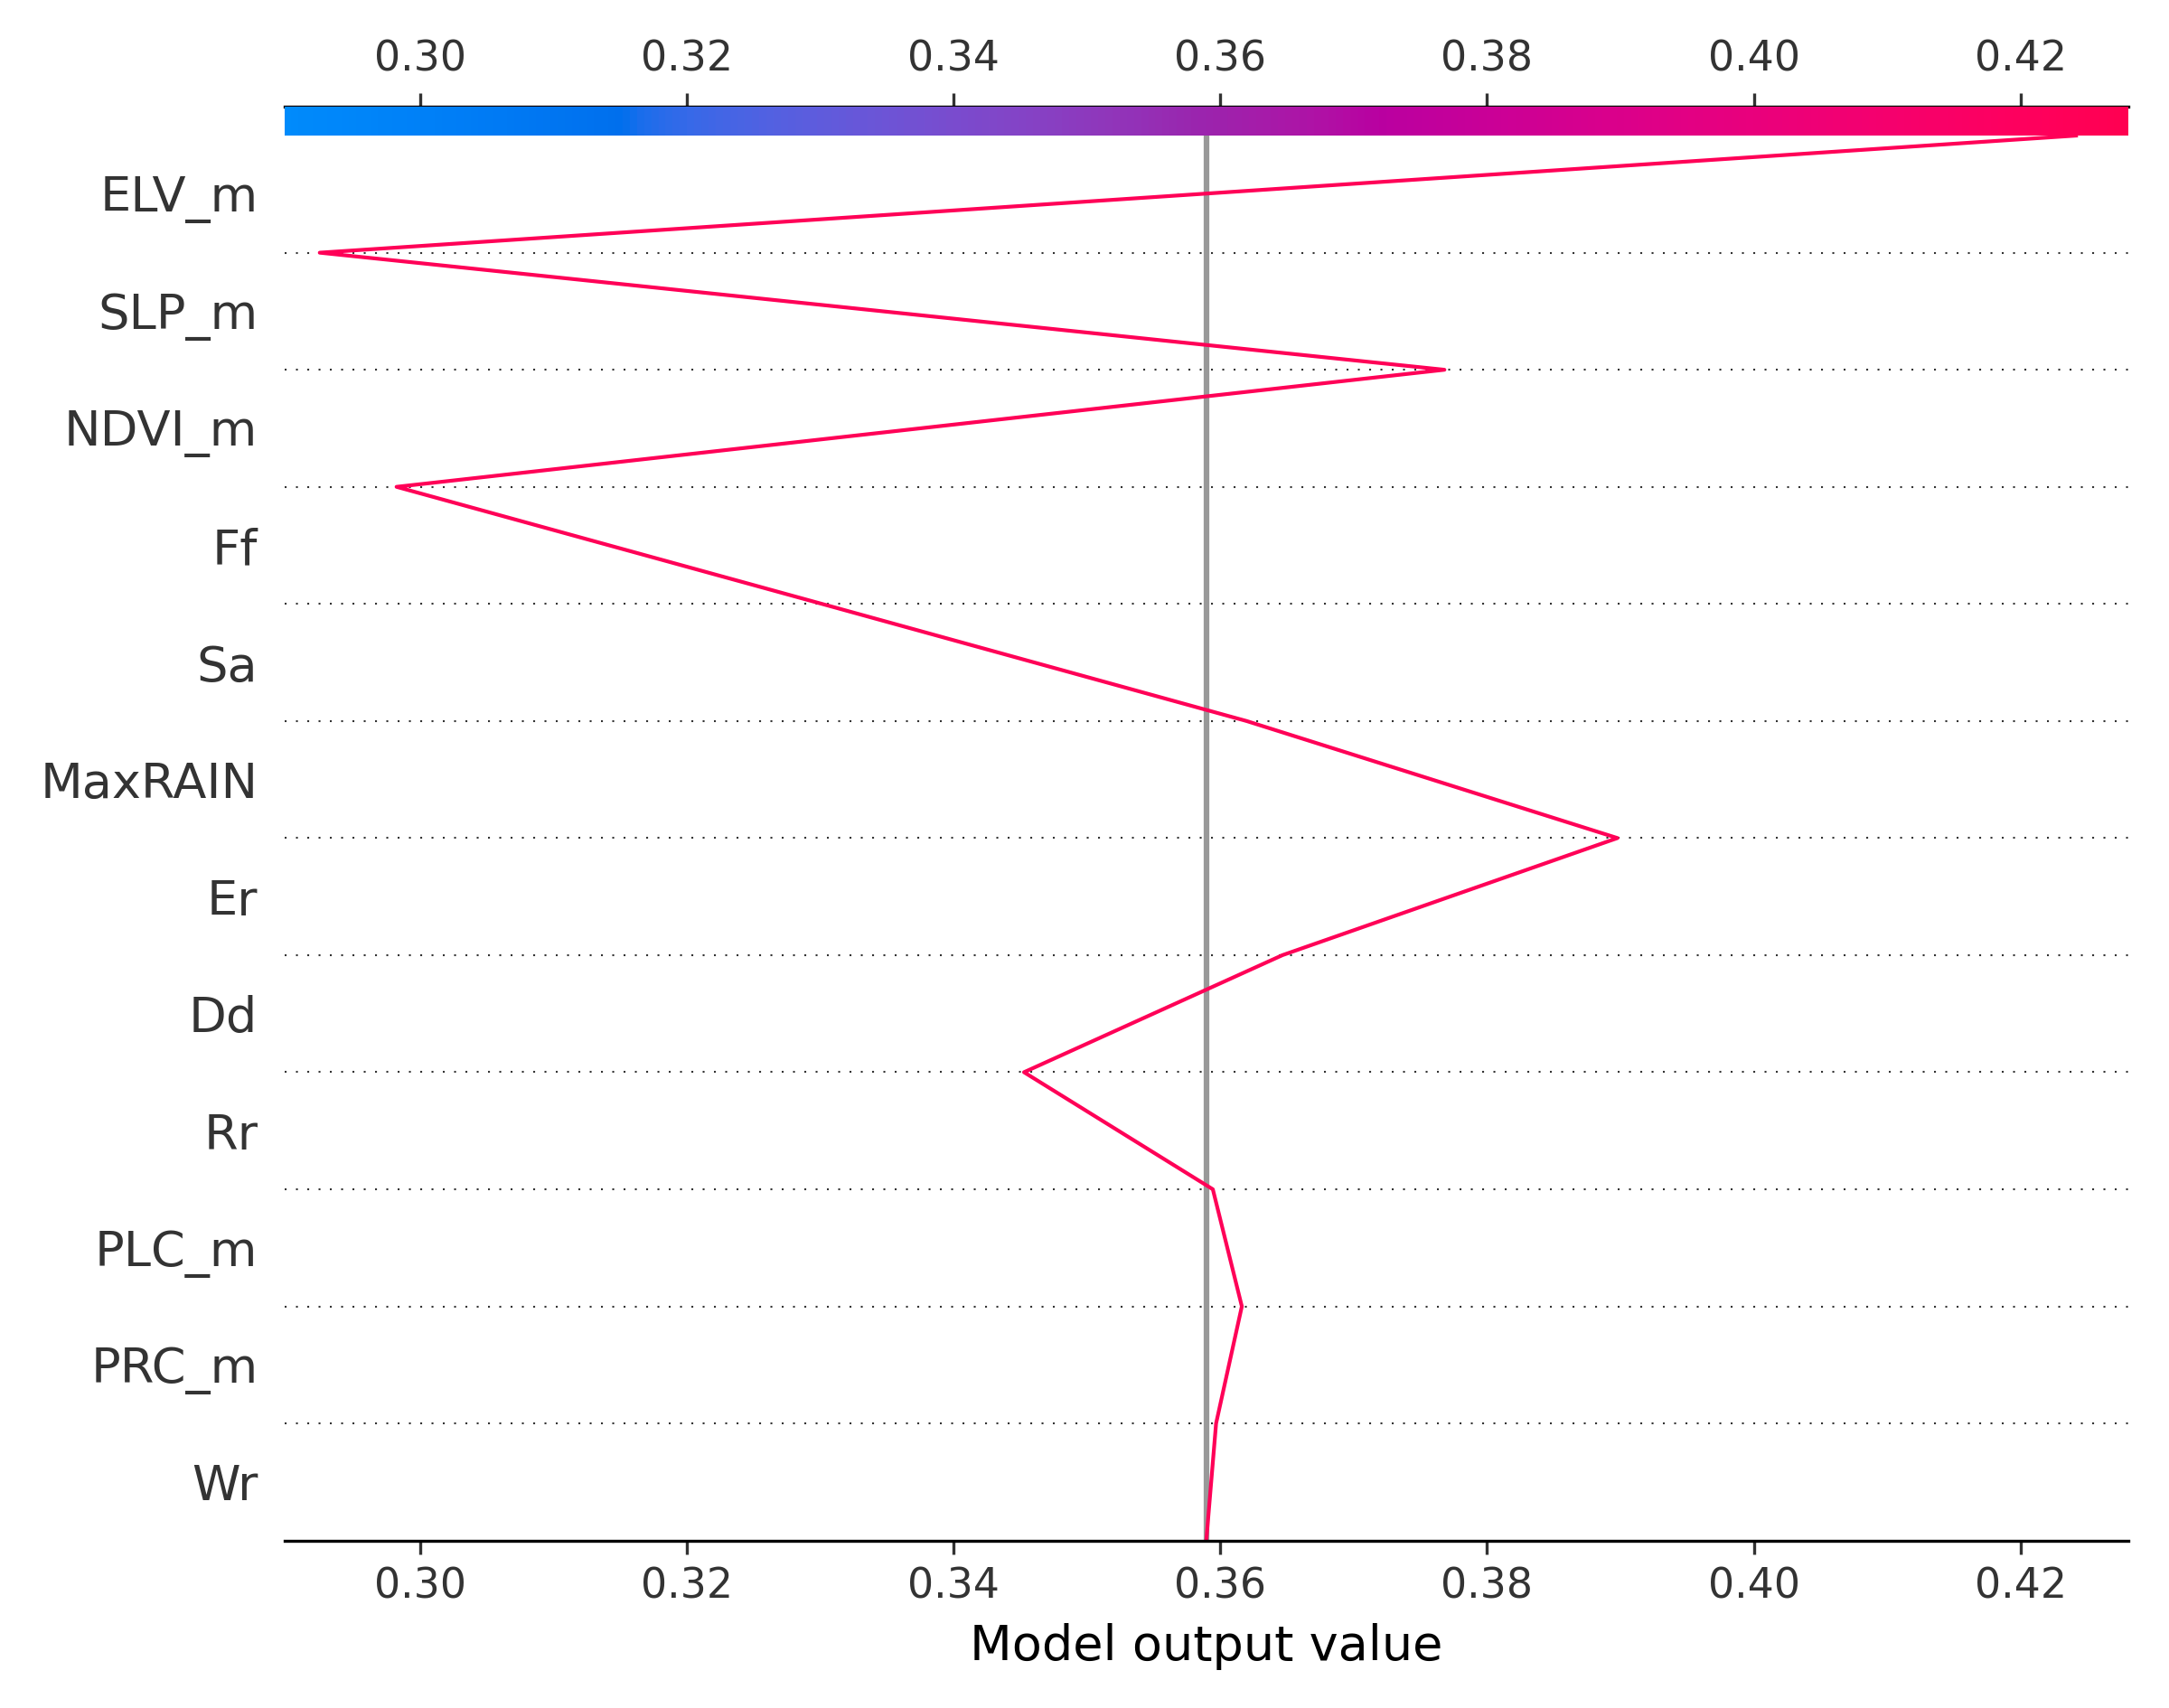 0.30 0.32 0.34 0.36 0.38 0.40 0.42
ELV_m
SLP_m
NDVI_m
Ff
Sa
MaxRAIN
Er
Dd
Rr
PLC_m
PRC_m
Wr
0.30 0.32 0.34 0.36 0.38 0.40 0.42
Model output value